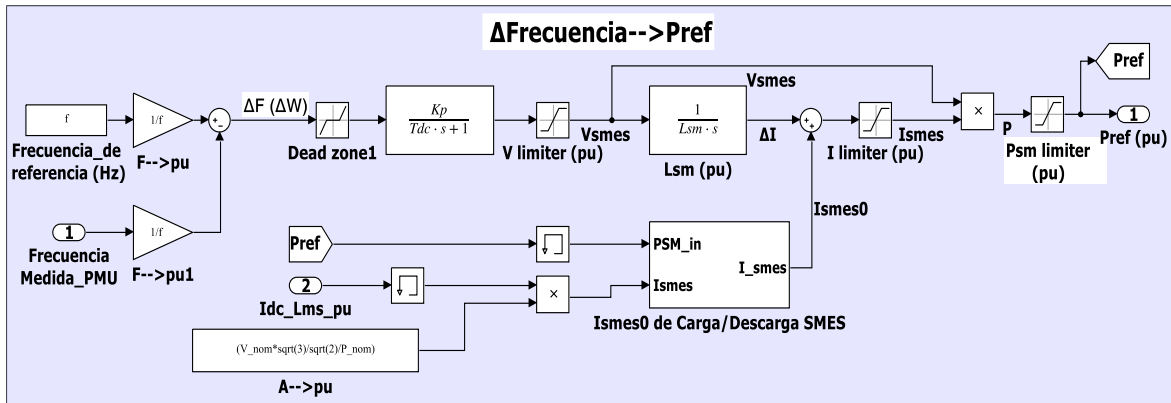 ΔFrecuencia-->Pref
Pref
Vsmes
ΔF (ΔW)
f
1/f
+
-
Kp
Tdc · s + 1
1
Lsm · s
+
+
×
1
Frecuencia_de
referencia (Hz)
F-->pu
Dead zone1
V limiter (pu)
Vsmes
Lsm (pu)
ΔI
I limiter (pu)
Ismes
P
Psm limiter
(pu)
Pref (pu)
1
1/f
Frecuencia
Medida_PMU
F-->pu1
Ismes0
Pref
PSM_in
I_smes
Ismes
2
Idc_Lms_pu
×
Ismes0 de Carga/Descarga SMES
(V_nom*sqrt(3)/sqrt(2)/P_nom)
A-->pu